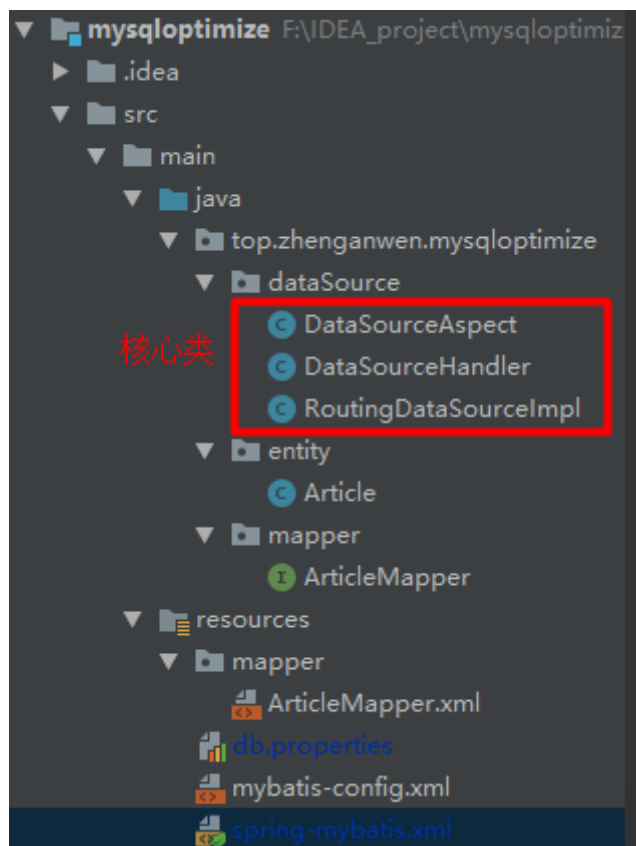 mysqloptimize F:\IDEA_project\mysqloptimiz
.idea
src
main
java
top.zhenganwen.mysqloptimize
dataSource
DataSourceAspect
核心类
DataSourceHandler
RoutingDataSourceImpl
entity
Article
mapper
ArticleMapper
resources
mapper
ArticleMapper.xml
db.properties
mybatis-config.xml
spring-mybatis.xml